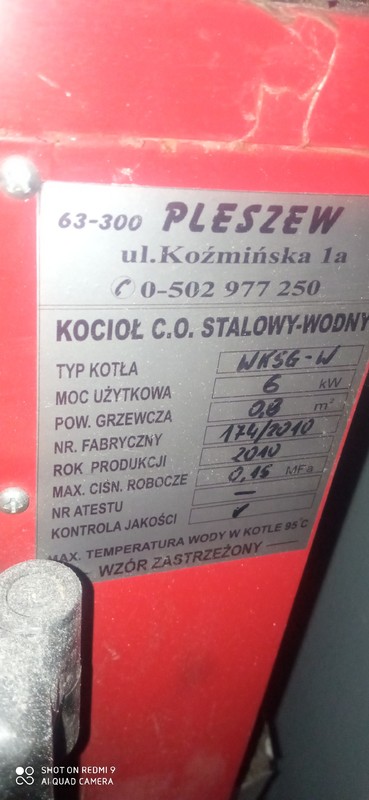 63-300 PLESZEW
ul.Koźmińska 1a
✆ 0-502 977 250
KOCIOŁ C.O. STALOWY-WODNY
TYP KOTŁA WKSG-W
MOC UŻYTKOWA 6 kW
POW. GRZEWCZA 0,8 m²
NR. FABRYCZNY 174/2010
ROK PRODUKCJI 2010
MAX. CIŚN. ROBOCZE 0,15 MPa
NR ATESTU —
KONTROLA JAKOŚCI ✓
MAX. TEMPERATURA WODY W KOTLE 95°C
— WZÓR ZASTRZEŻONY —
SHOT ON REDMI 9
AI QUAD CAMERA